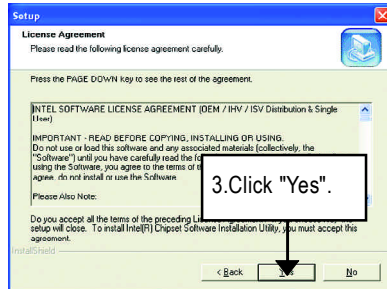 Setup
License Agreement
Please read the following license agreement carefully.
Press the PAGE DOWN key to see the rest of the agreement.
INTEL SOFTWARE LICENSE AGREEMENT (OEM / IHV / ISV Distribution & Single
User)
IMPORTANT - READ BEFORE COPYING, INSTALLING OR USING.
Do not use or load this software and any associated materials (collectively, the
"Software") until you have carefully read the
using the Software, you agree to the terms of
agree, do not install or use the Software.
Please Also Note:
3.Click "Yes".
Do you accept all the terms of the preceding
setup will close. To install Intel(R) Chipset Software Installation Utility, you must accept this
agreement.
InstallShield
< Back
Yes
No